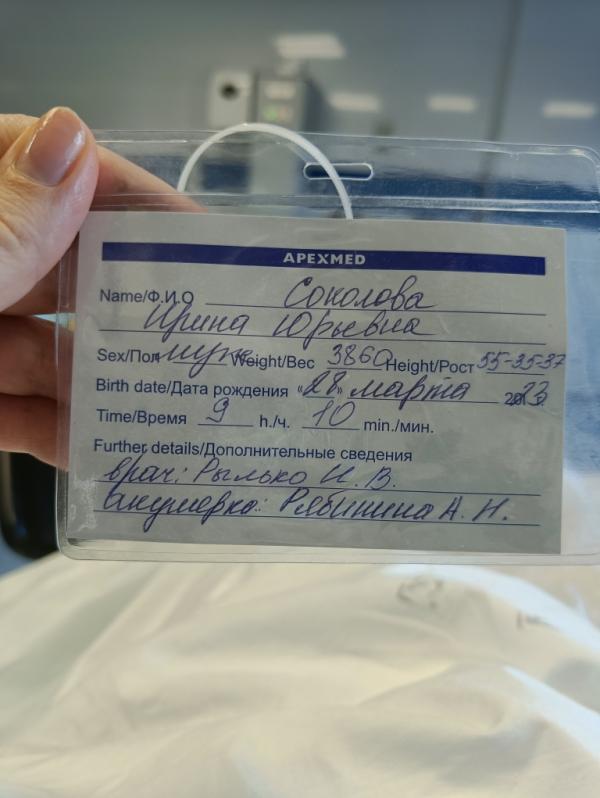 APEXMED
Name/Ф.И.О Соколова
Ирина Юрьевна
Sex/Пол муж Weight/Вес 3860 Height/Рост 55-35-37
Birth date/Дата рождения «28» марта 2023
Time/Время 9 h./ч. 10 min./мин.
Further details/Дополнительные сведения
врач: Рылько И. В.
акушерка: Рябинина А. Н.